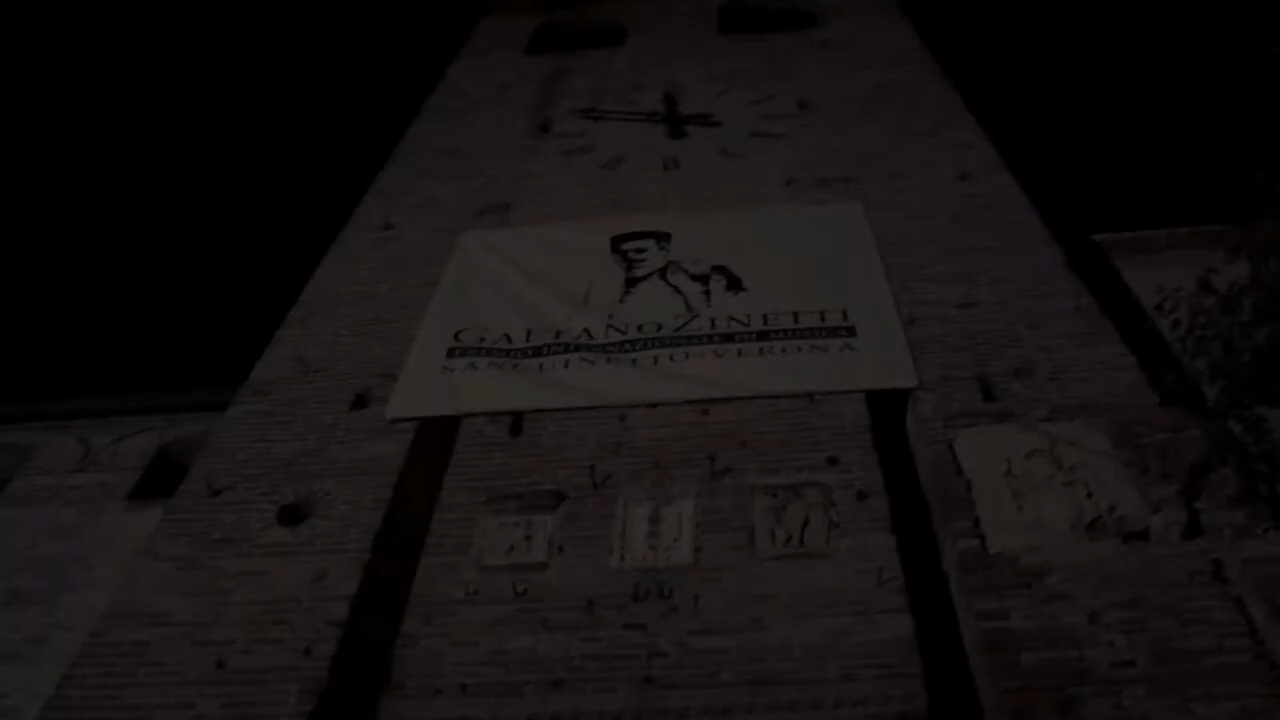 GAETANO ZINETTI
PREMIO INTERNAZIONALE DI MUSICA
SANGUINETTO-VERONA